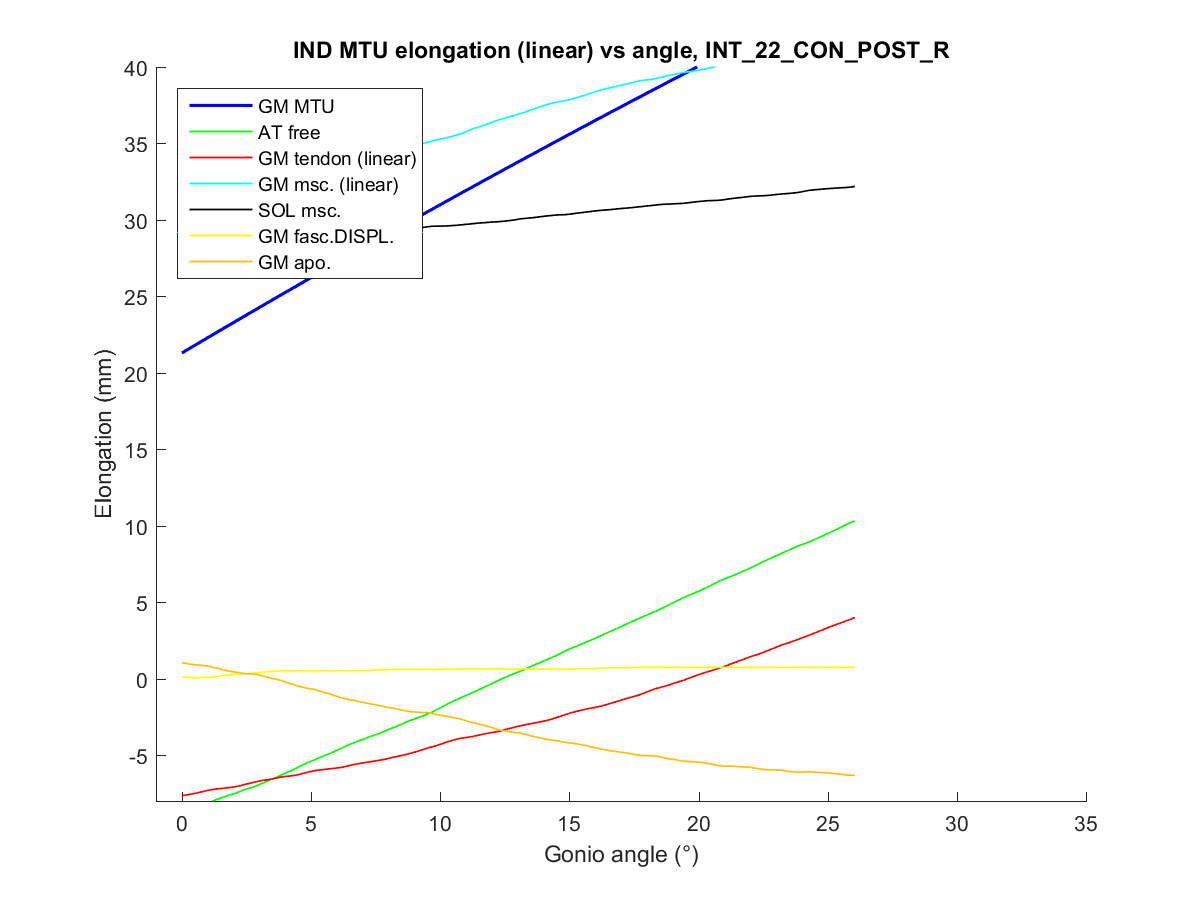 IND MTU elongation (linear) vs angle, INT_22_CON_POST_R
40
35
30
25
20
15
10
5
0
-5
Elongation (mm)
GM MTU
AT free
GM tendon (linear)
GM msc. (linear)
SOL msc.
GM fasc.DISPL.
GM apo.
0 5 10 15 20 25 30 35
Gonio angle (°)